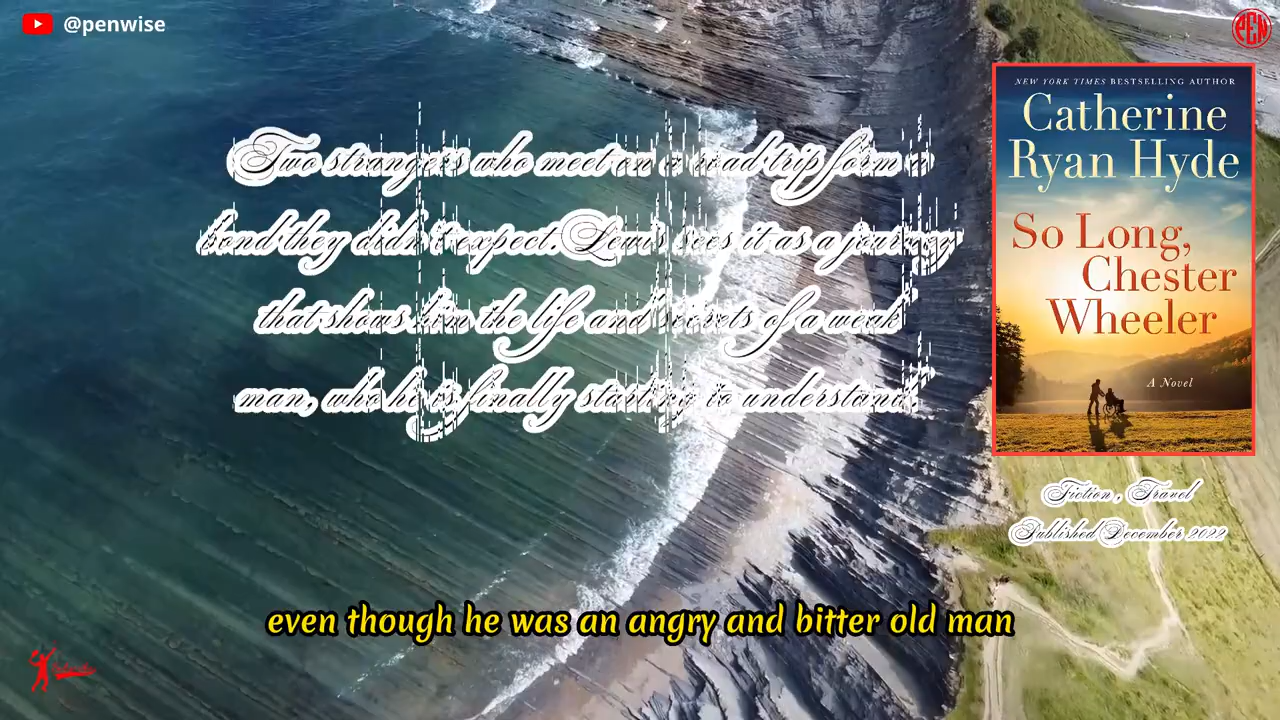 @penwise
PEN
Two strangers who meet on a road trip form a
bond they didn't expect. Lewis sees it as a journey
that shows him the life and secrets of a weak
man, who he is finally starting to understand.
NEW YORK TIMES BESTSELLING AUTHOR
Catherine
Ryan Hyde
So Long,
Chester
Wheeler
A Novel
Fiction , Travel
Published December 2022
even though he was an angry and bitter old man